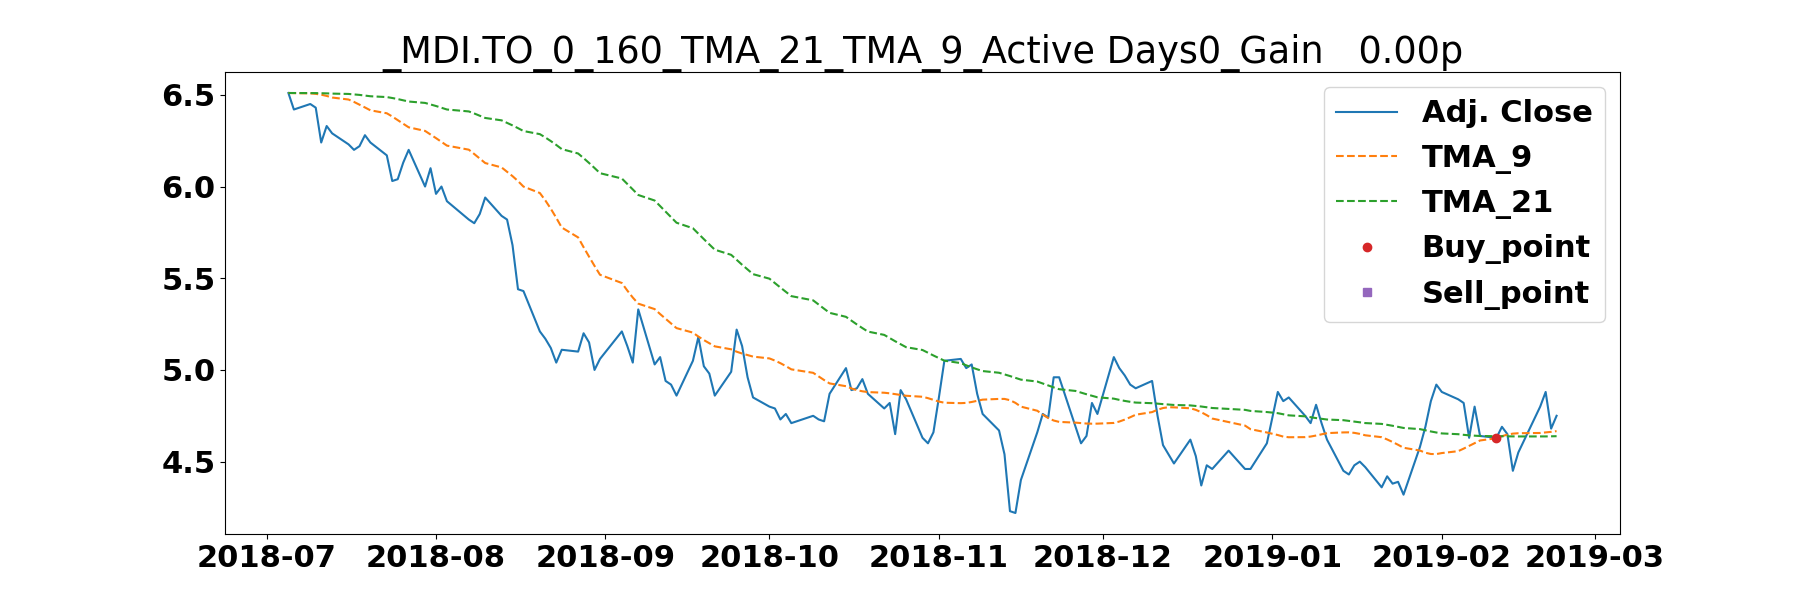 _MDI.TO_0_160_TMA_21_TMA_9_Active Days0_Gain   0.00p
6.5
6.0
5.5
5.0
4.5
Adj. Close
TMA_9
TMA_21
Buy_point
Sell_point
2018-07 2018-08 2018-09 2018-10 2018-11 2018-12 2019-01 2019-02 2019-03